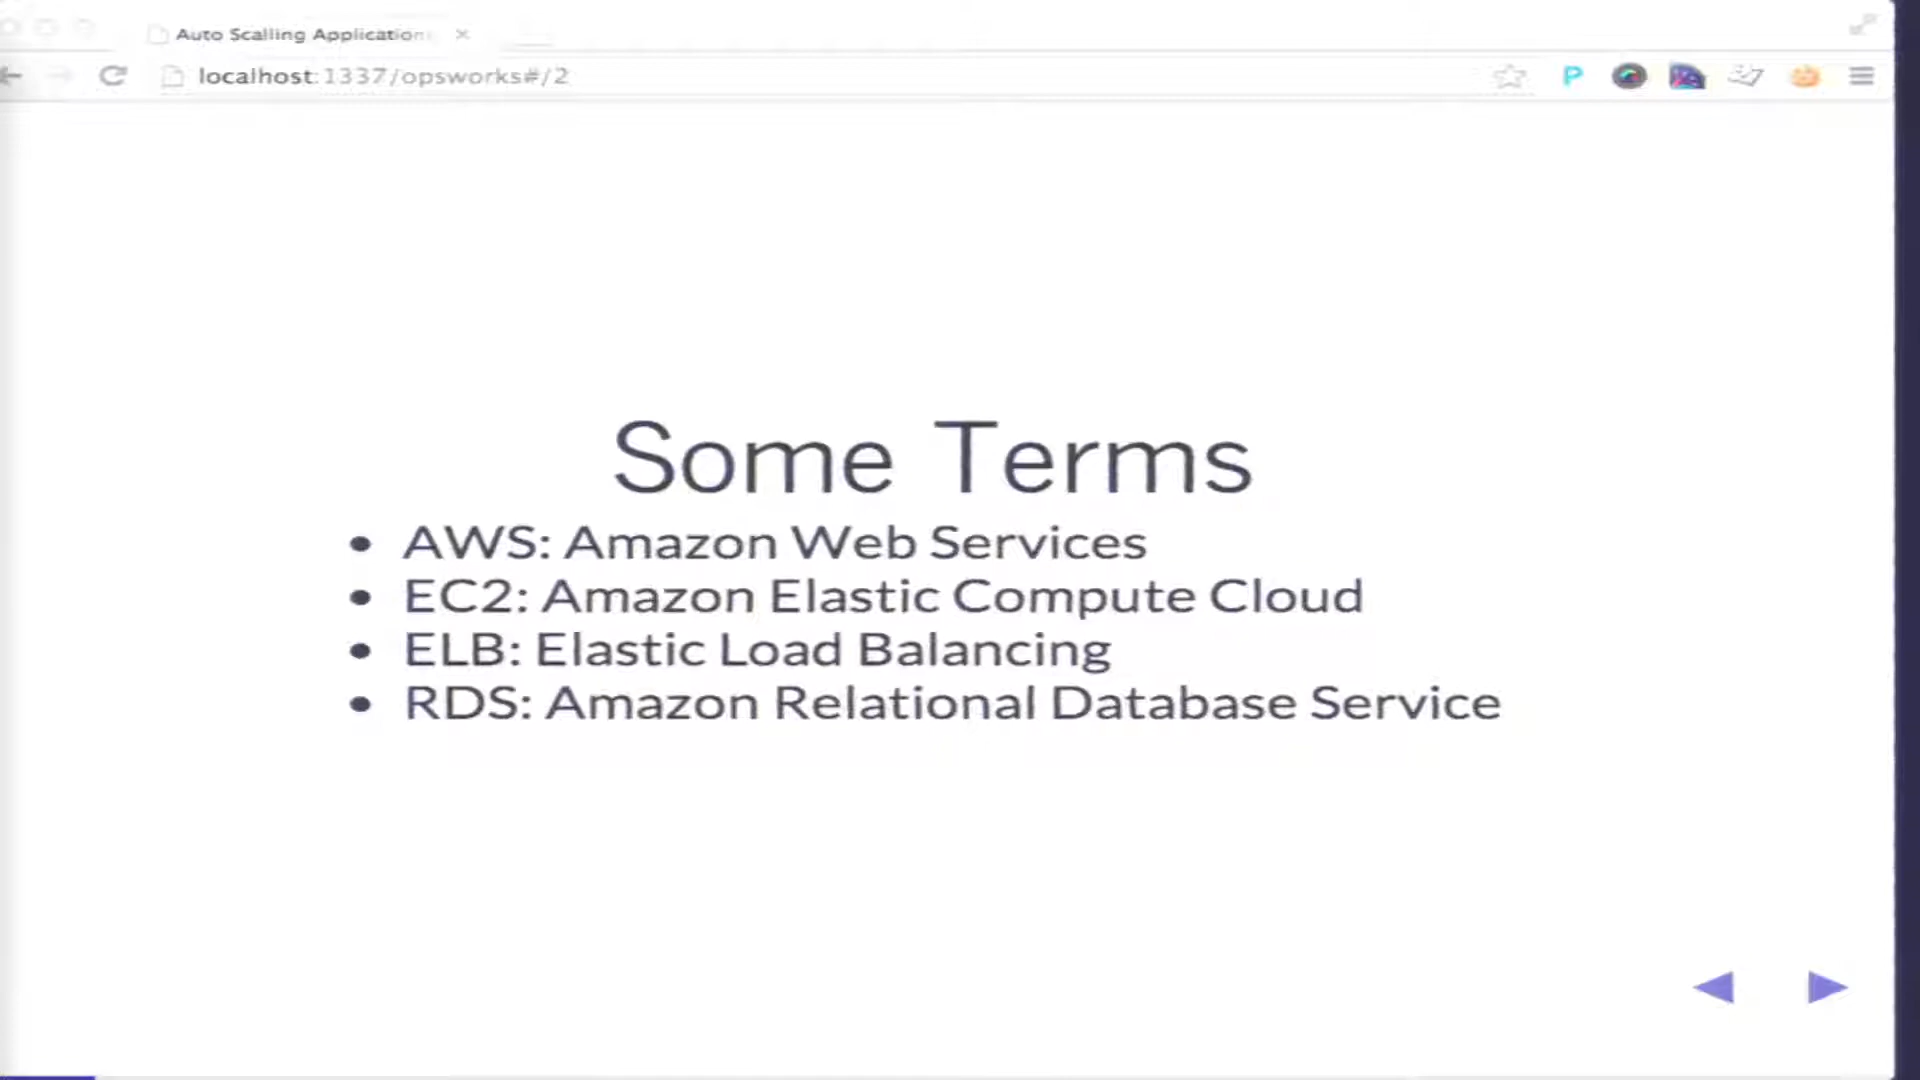 Auto Scalling Application
localhost:1337/opsworks#/2
P
Some Terms
• AWS: Amazon Web Services
• EC2: Amazon Elastic Compute Cloud
• ELB: Elastic Load Balancing
• RDS: Amazon Relational Database Service